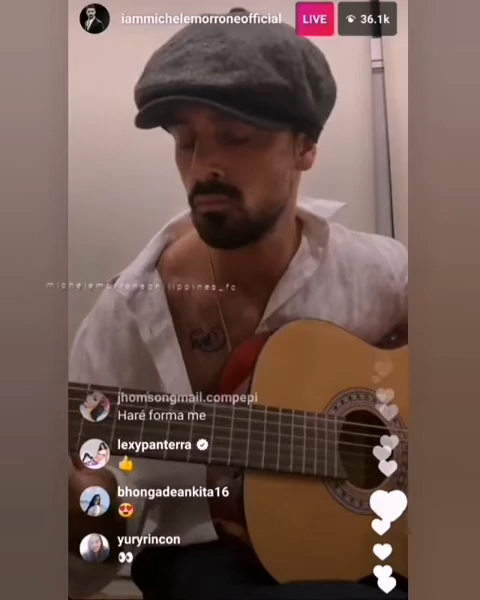 iammichelemorroneofficial LIVE 36.1k
michelemorronephilippines_fc
jhomsongmail.compepi
Haré forma me
lexypanterra
bhongadeankita16
yuryrincon